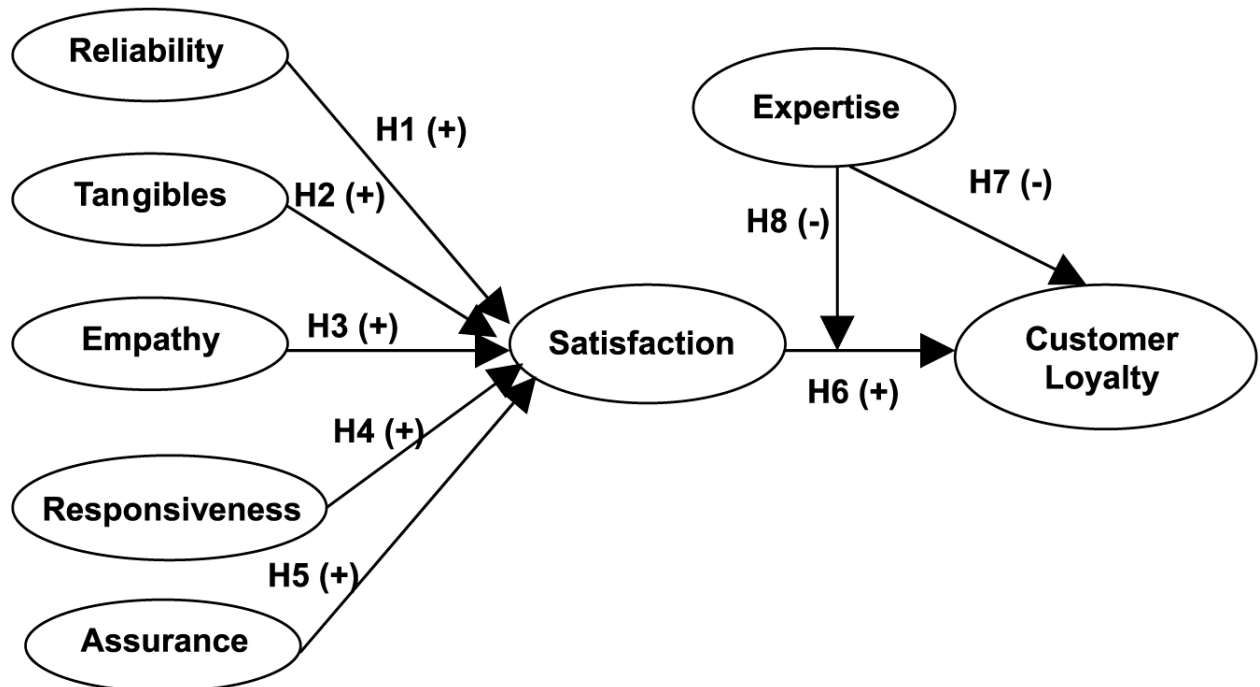 Reliability
H1 (+)
Expertise
Tangibles
H2 (+)
H7 (-)
H8 (-)
Empathy
H3 (+)
Satisfaction
Customer
Loyalty
H6 (+)
H4 (+)
Responsiveness
H5 (+)
Assurance